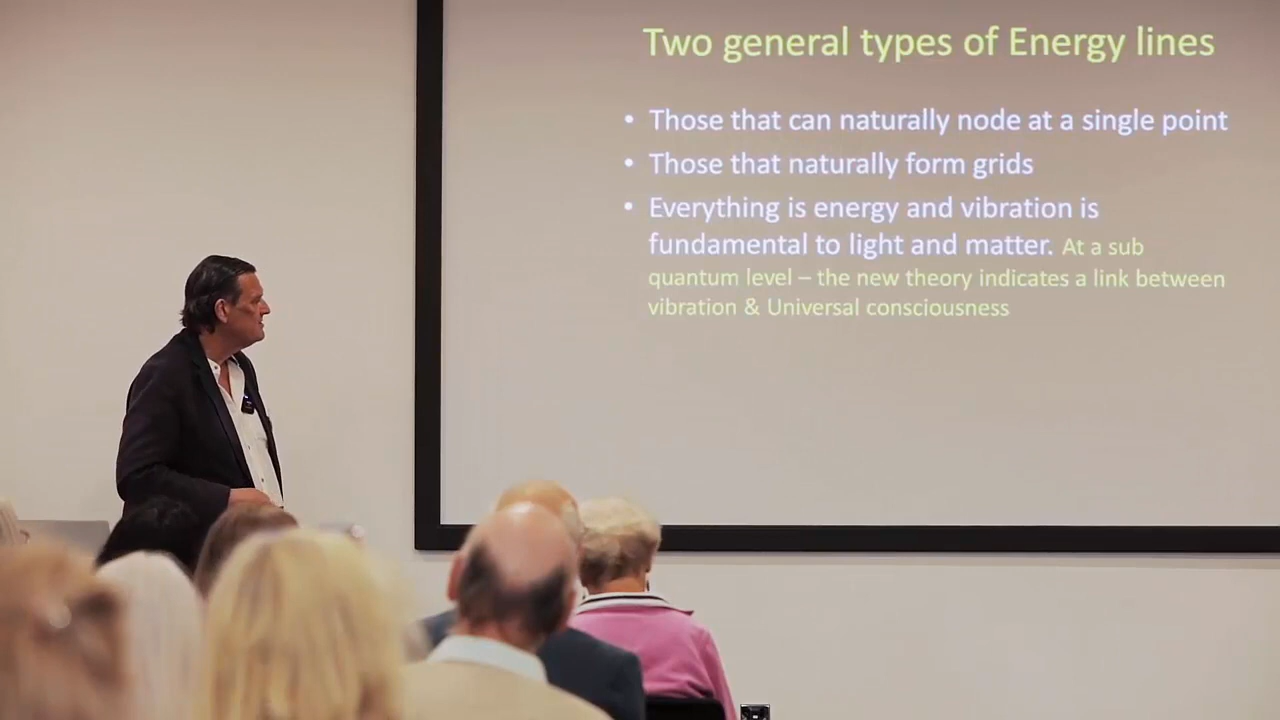 Two general types of Energy lines
• Those that can naturally node at a single point
• Those that naturally form grids
• Everything is energy and vibration is
fundamental to light and matter. At a sub
quantum level – the new theory indicates a link between
vibration & Universal consciousness